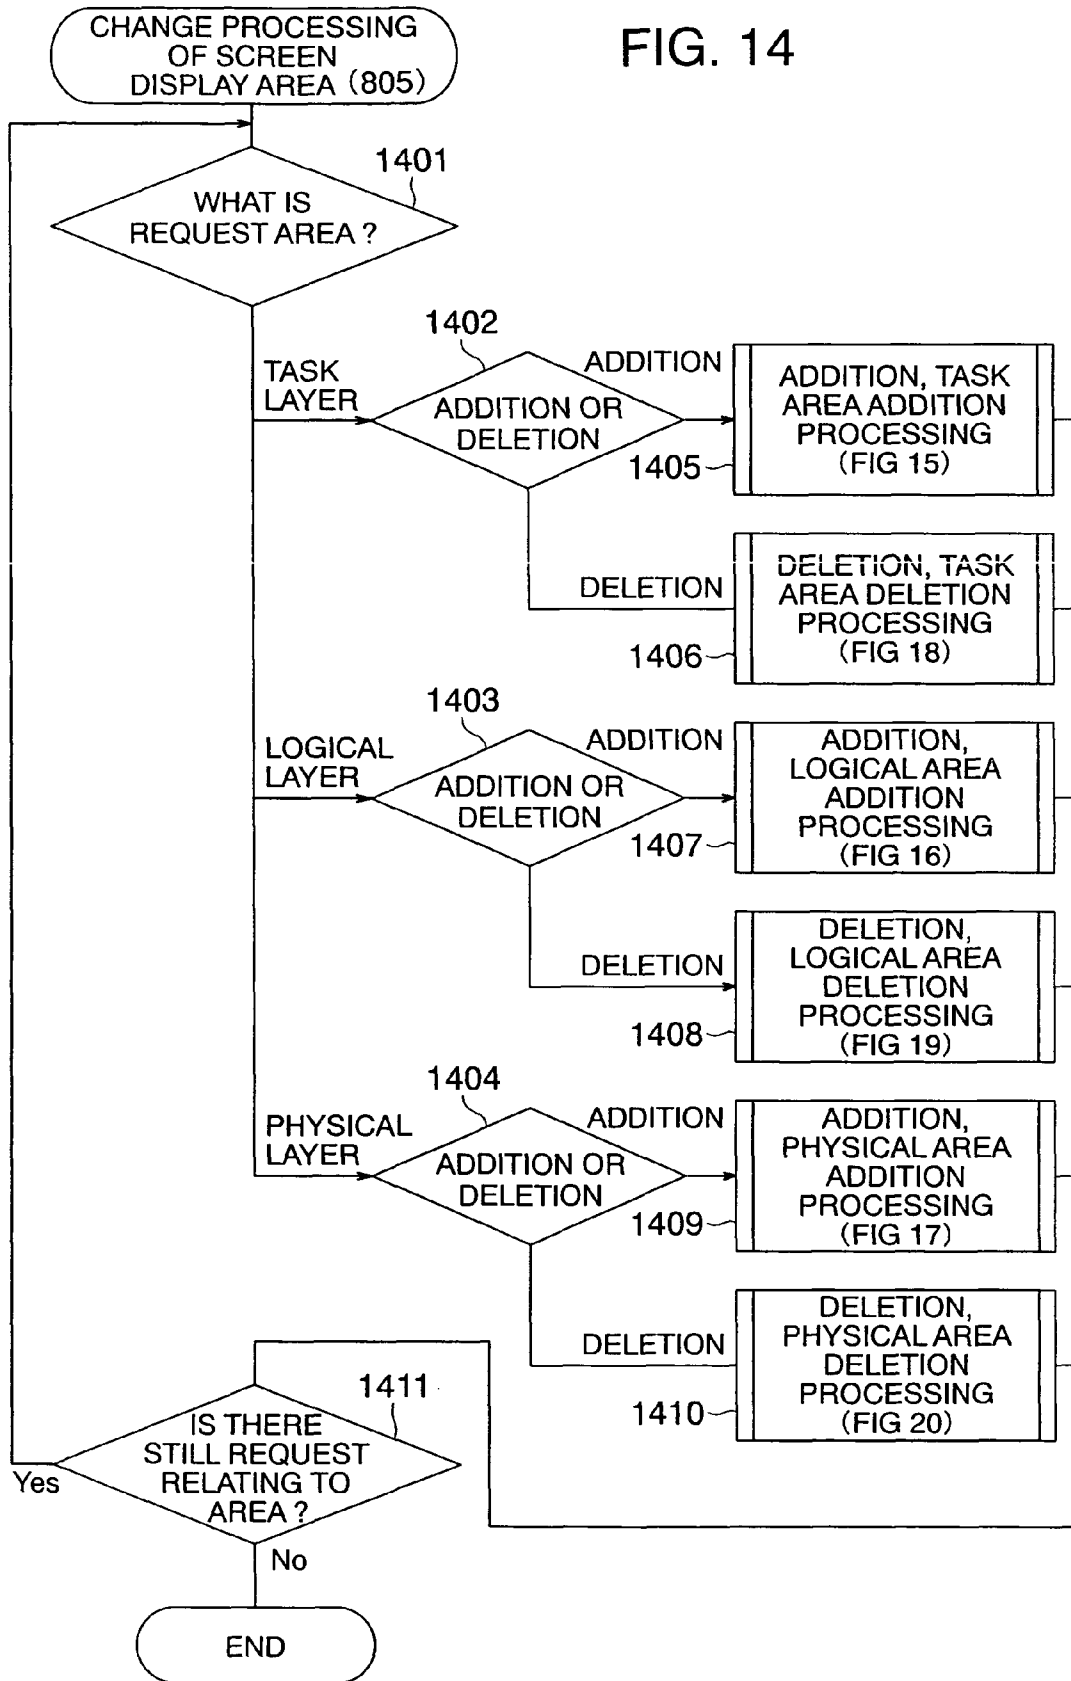 FIG. 14
CHANGE PROCESSING
OF SCREEN
DISPLAY AREA (805)
1401
WHAT IS
REQUEST AREA ?
1402
TASK
LAYER
ADDITION OR
DELETION
ADDITION
1405
ADDITION, TASK
AREA ADDITION
PROCESSING
(FIG 15)
DELETION
1406
DELETION, TASK
AREA DELETION
PROCESSING
(FIG 18)
1403
LOGICAL
LAYER
ADDITION OR
DELETION
ADDITION
1407
ADDITION,
LOGICAL AREA
ADDITION
PROCESSING
(FIG 16)
DELETION
1408
DELETION,
LOGICAL AREA
DELETION
PROCESSING
(FIG 19)
1404
PHYSICAL
LAYER
ADDITION OR
DELETION
ADDITION
1409
ADDITION,
PHYSICAL AREA
ADDITION
PROCESSING
(FIG 17)
DELETION
1410
DELETION,
PHYSICAL AREA
DELETION
PROCESSING
(FIG 20)
1411
IS THERE
STILL REQUEST
RELATING TO
AREA ?
Yes
No
END